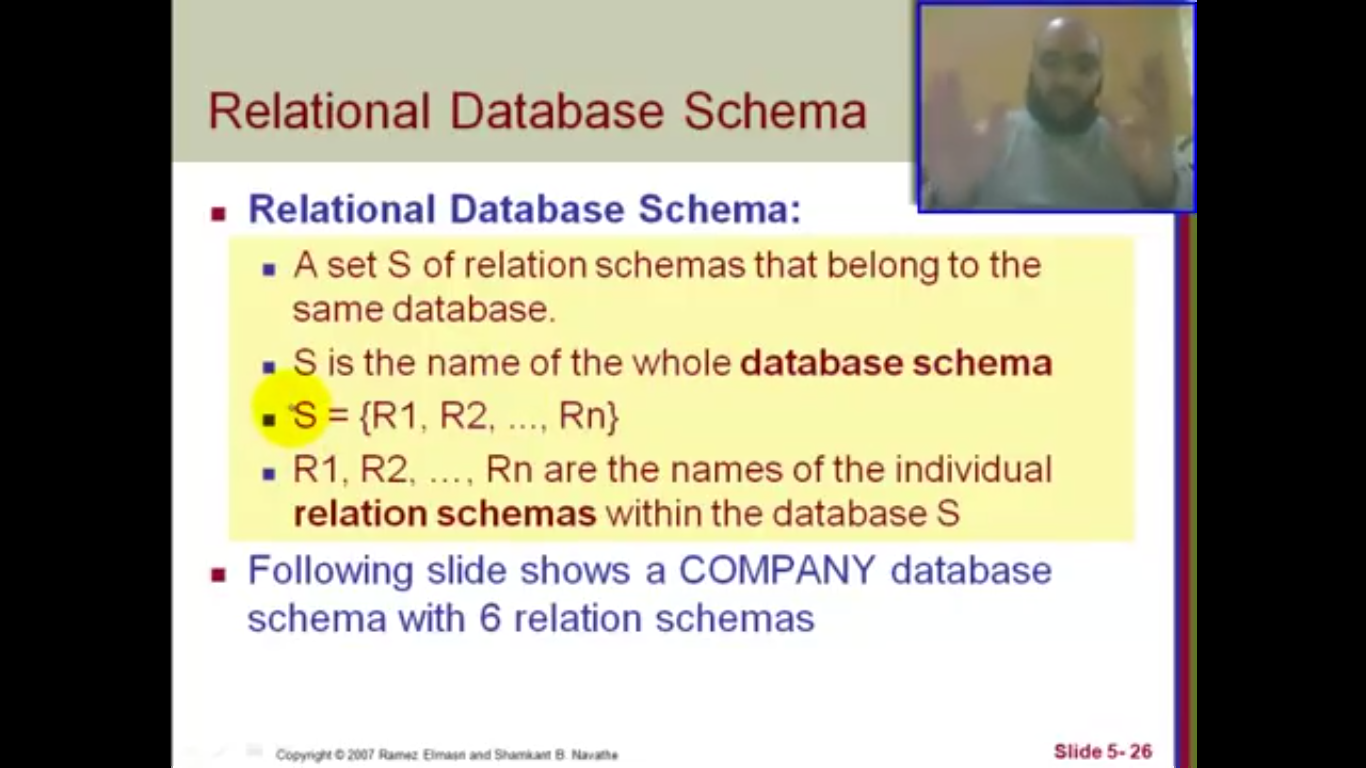 Relational Database Schema
Relational Database Schema:
A set S of relation schemas that belong to the
same database.
S is the name of the whole database schema
S = {R1, R2, ..., Rn}
R1, R2, …, Rn are the names of the individual
relation schemas within the database S
Following slide shows a COMPANY database
schema with 6 relation schemas
Copyright © 2007 Ramez Elmasri and Shamkant B. Navathe
Slide 5- 26